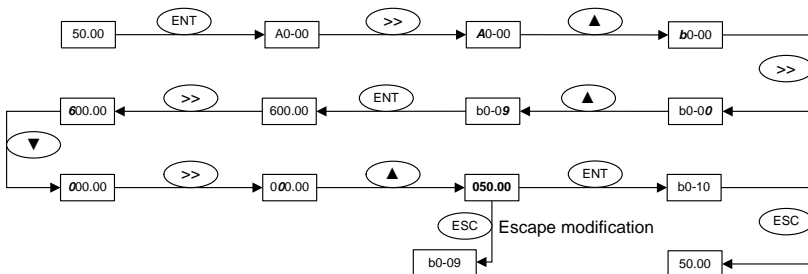 50.00 ENT A0-00 >> A0-00 ▲ b0-00
>>
600.00 >> 600.00 ENT b0-09 ▲ b0-00
▼
000.00 >> 000.00 ▲ 050.00 ENT b0-10
ESC Escape modification ESC
b0-09 50.00